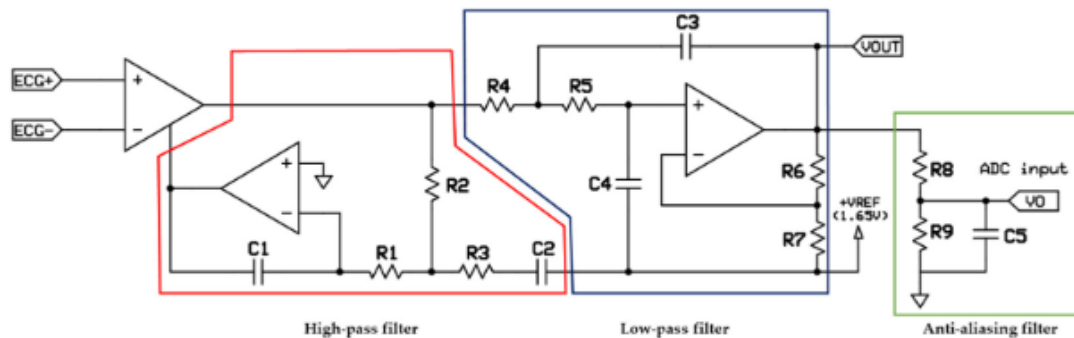 C3
VOUT
ECG+
R4
R5
+
+
ECG-
-
-
R8
ADC input
R6
+
R2
C4
+VREF
(1.65V)
VO
-
R9
C5
R7
C1
R1
R3
C2
High-pass filter
Low-pass filter
Anti-aliasing filter